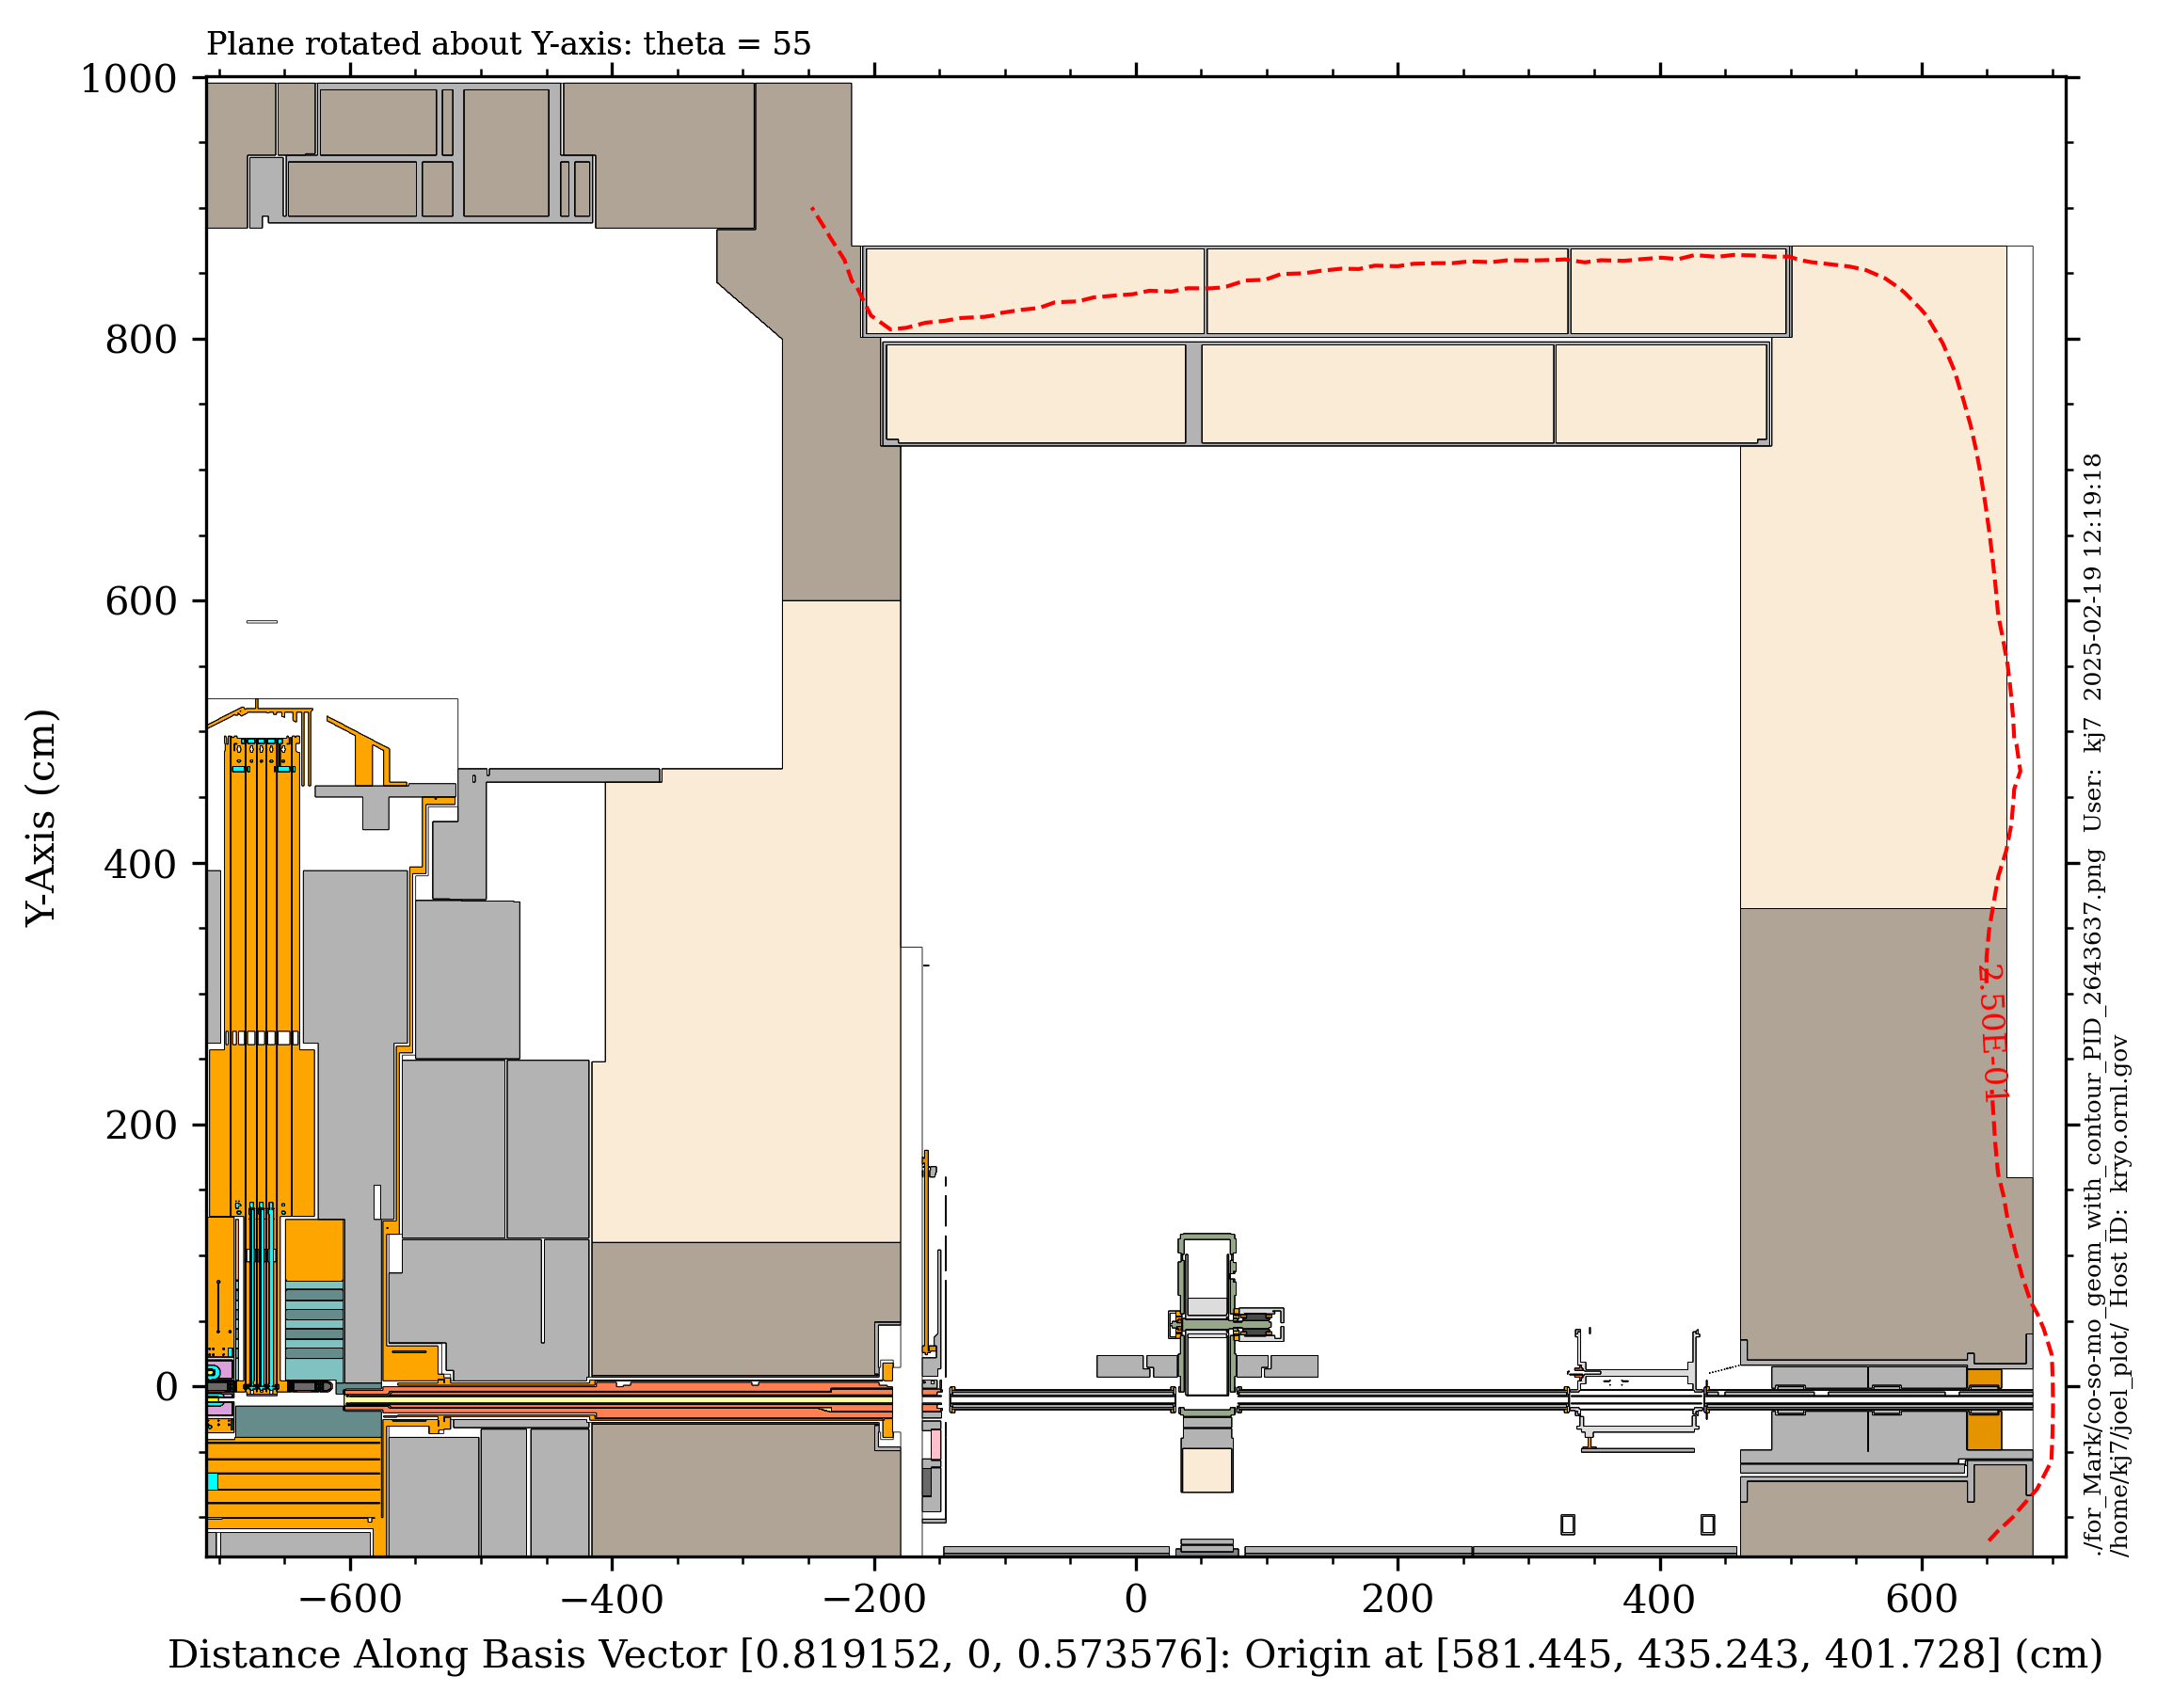 Plane rotated about Y-axis: theta = 55
1000
800
600
400
200
0
Y-Axis (cm)
2.50E-01
−600
−400
−200
0
200
400
600
Distance Along Basis Vector [0.819152, 0, 0.573576]: Origin at [581.445, 435.243, 401.728] (cm)
./for_Mark/co-so-mo_geom_with_contour_PID_2643637.png User: kj7 2025-02-19 12:19:18
/home/kj7/joel_plot/ Host ID: kryo.ornl.gov